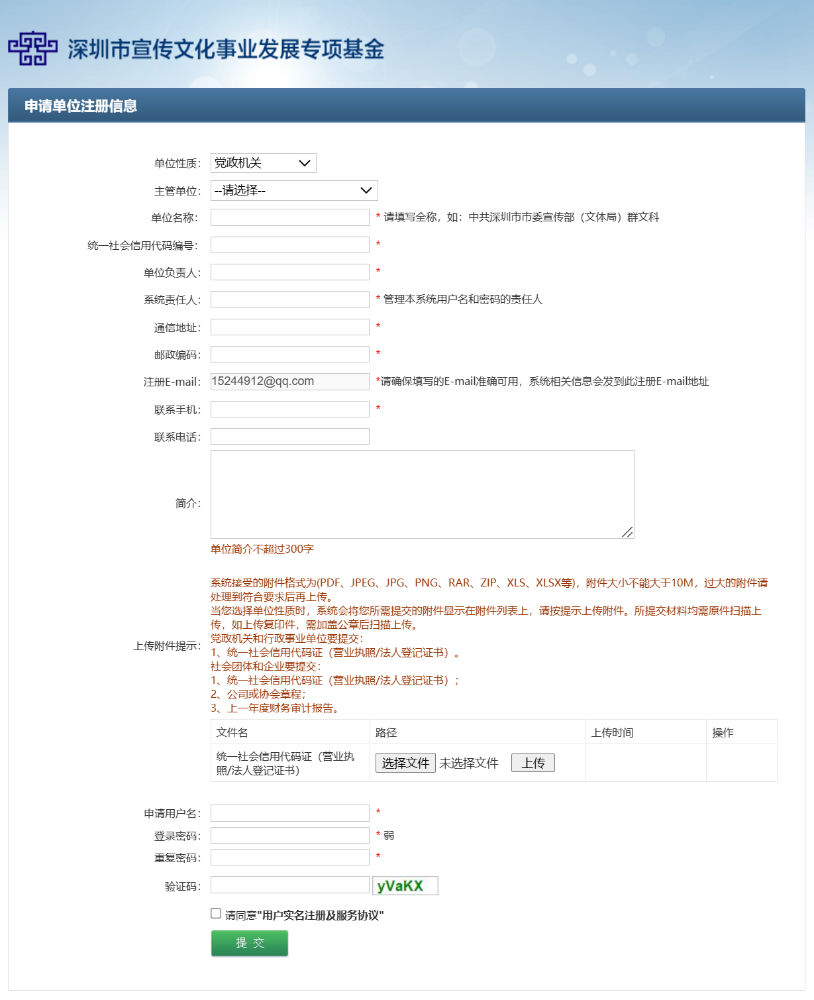 深圳市宣传文化事业发展专项基金
申请单位注册信息
单位性质： 党政机关
主管单位： --请选择--
单位名称： * 请填写全称，如：中共深圳市市委宣传部（文体局）群文科
统一社会信用代码编号： *
单位负责人： *
系统责任人： * 管理本系统用户名和密码的责任人
通信地址： *
邮政编码： *
注册E-mail： 15244912@qq.com *请确保填写的E-mail准确可用，系统相关信息会发到此注册E-mail地址
联系手机： *
联系电话：
简介：
单位简介不超过300字
上传附件提示：
系统接受的附件格式为(PDF、JPEG、JPG、PNG、RAR、ZIP、XLS、XLSX等)，附件大小不能大于10M，过大的附件请
处理到符合要求后再上传。
当您选择单位性质时，系统会将您所需提交的附件显示在附件列表上，请按提示上传附件。所提交材料均需原件扫描上
传，如上传复印件，需加盖公章后扫描上传。
党政机关和行政事业单位要提交：
1、统一社会信用代码证（营业执照/法人登记证书）。
社会团体和企业要提交：
1、统一社会信用代码证（营业执照/法人登记证书）；
2、公司或协会章程；
3、上一年度财务审计报告。
文件名 路径 上传时间 操作
统一社会信用代码证（营业执
照/法人登记证书） 选择文件 未选择文件 上传
申请用户名： *
登录密码： * 弱
重复密码： *
验证码： yVaKX
请同意"用户实名注册及服务协议"
提 交